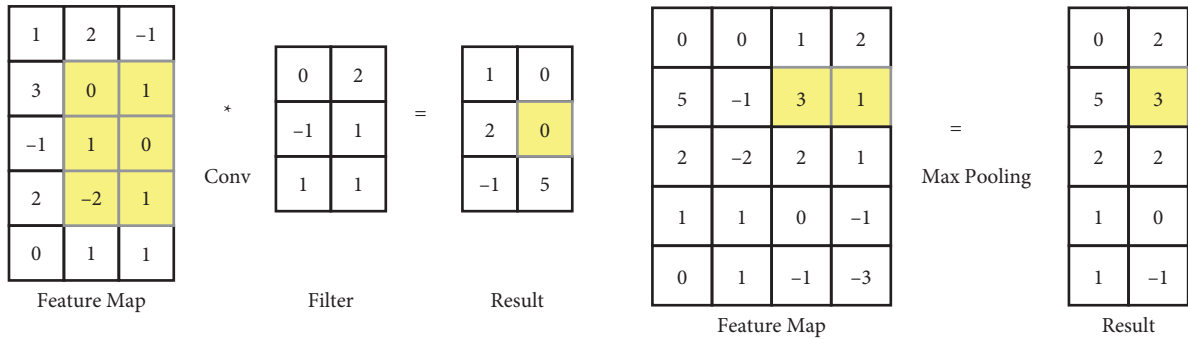 1 2 –1
3 0 1
–1 1 0
2 –2 1
0 1 1
Feature Map
*
Conv
0 2
–1 1
1 1
Filter
=
1 0
2 0
–1 5
Result
0 0 1 2
5 –1 3 1
2 –2 2 1
1 1 0 –1
0 1 –1 –3
Feature Map
=
Max Pooling
0 2
5 3
2 2
1 0
1 –1
Result